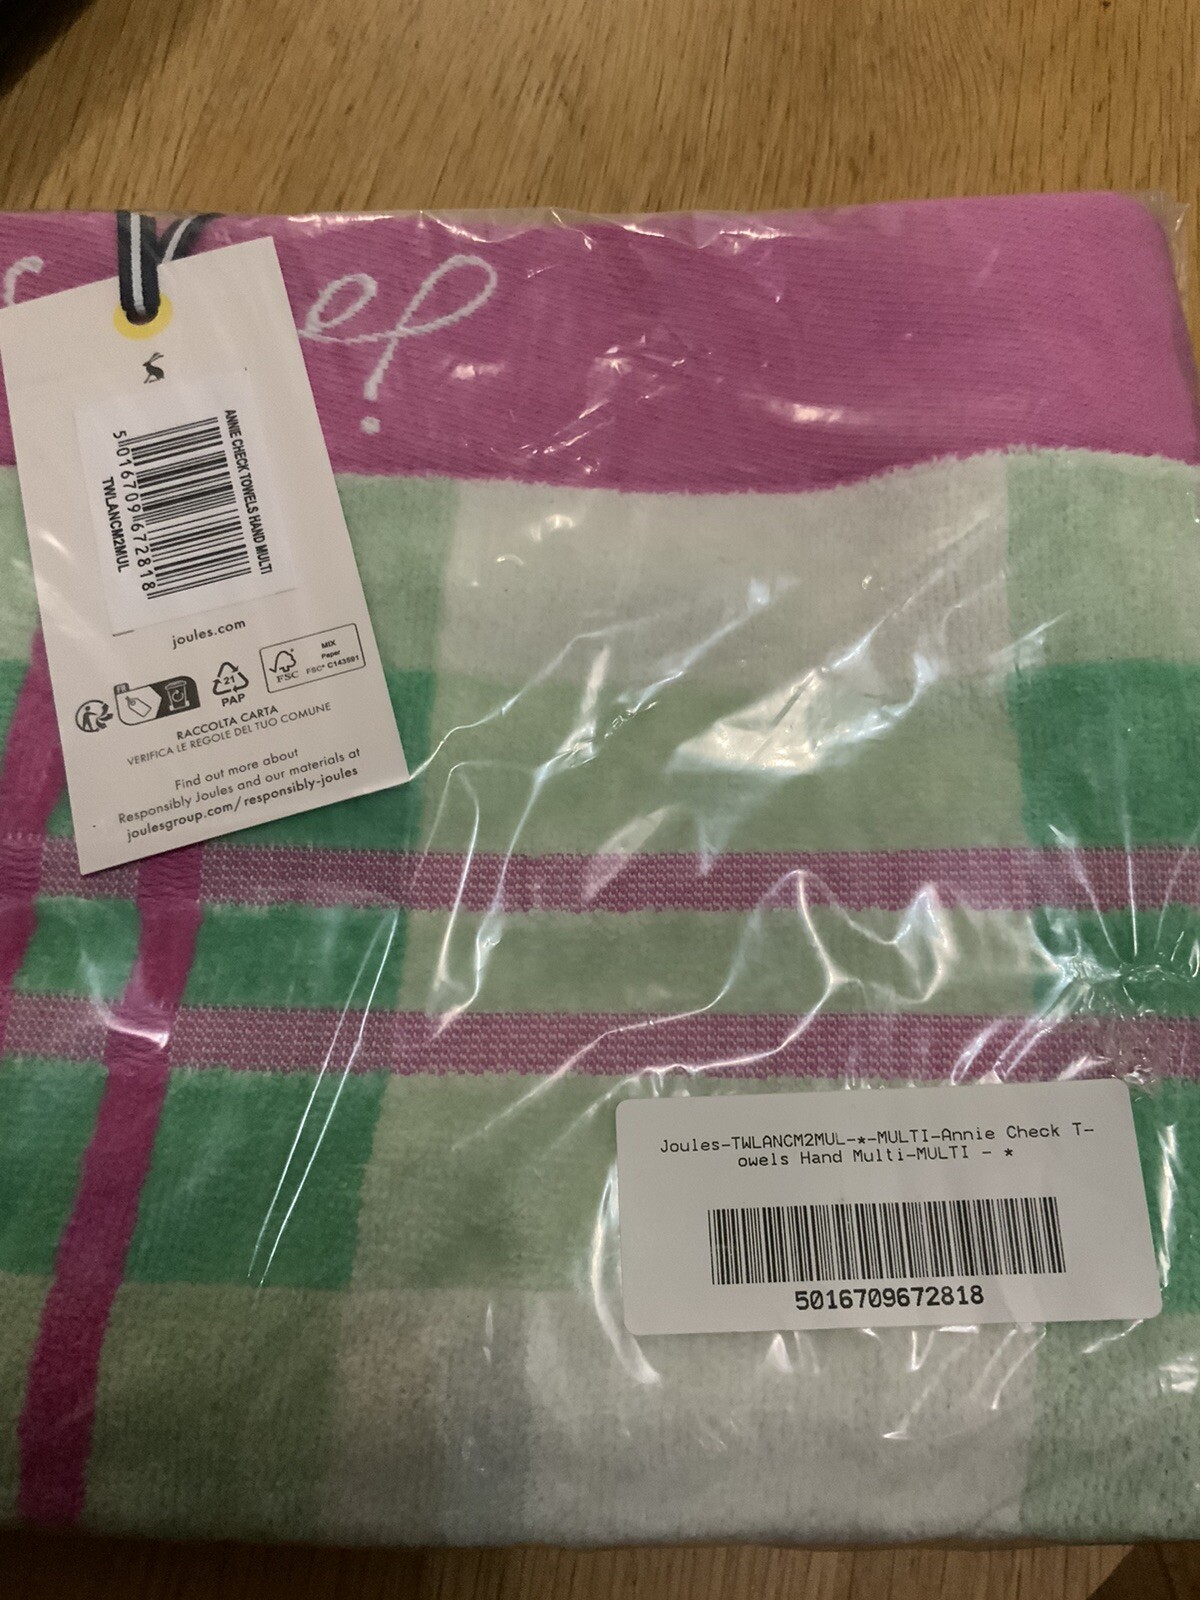 ANNIE CHECK TOWELS HAND MULTI
5016709672818
TWLANCM2MUL
joules.com
FR
21
PAP
FSC
MIX
Paper
FSC® C143591
RACCOLTA CARTA
VERIFICA LE REGOLE DEL TUO COMUNE
Find out more about
Responsibly Joules and our materials at
joulesgroup.com/responsibly-joules
Joules-TWLANCM2MUL-*-MULTI-Annie Check T-
owels Hand Multi-MULTI - *
5016709672818